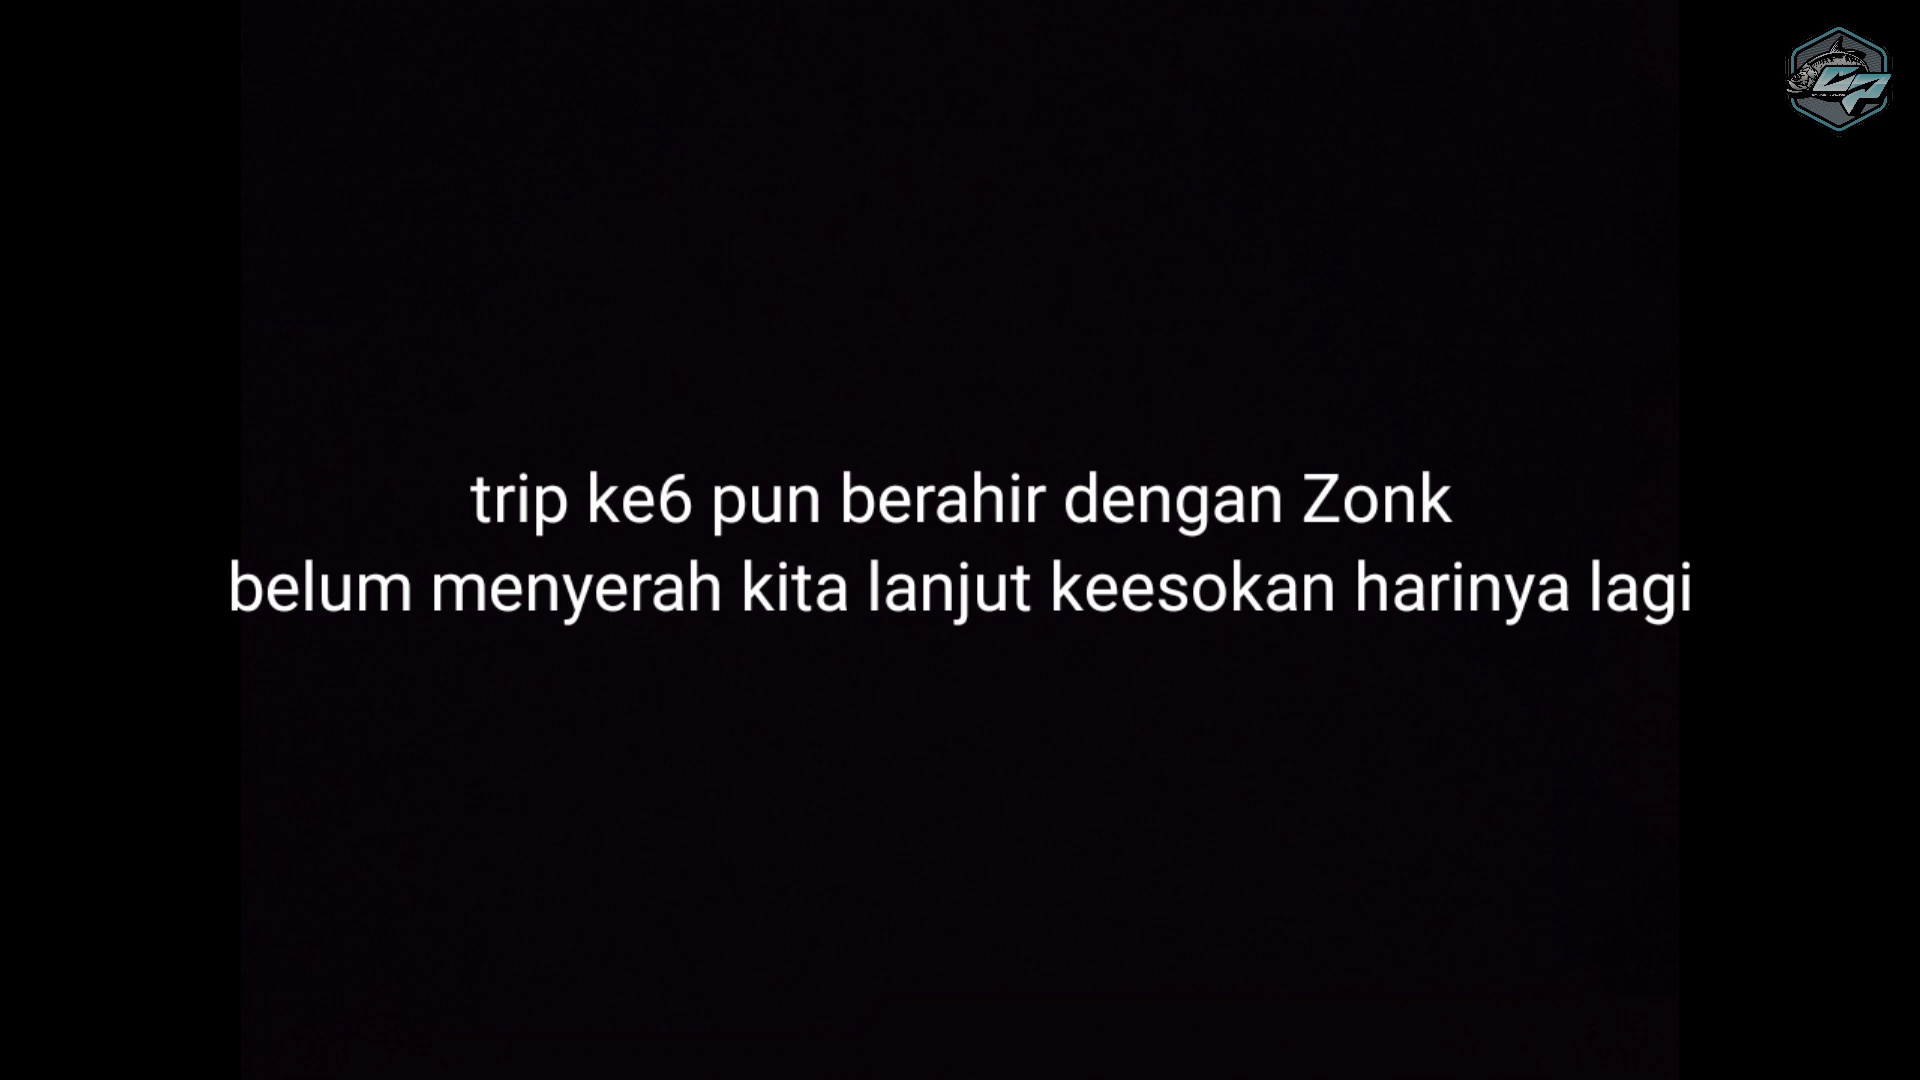 trip ke6 pun berahir dengan Zonk
belum menyerah kita lanjut keesokan harinya lagi